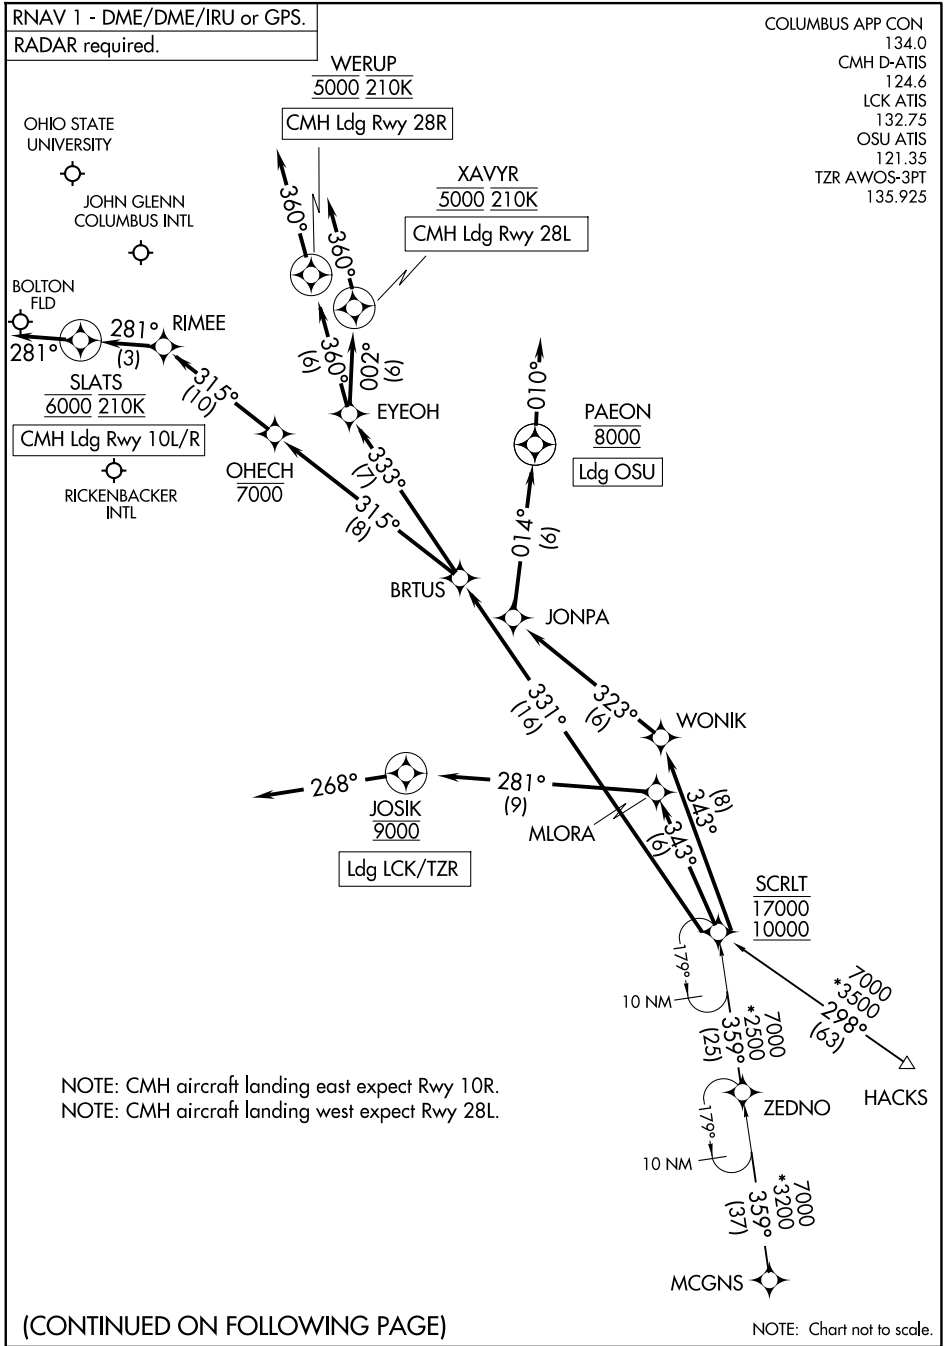 RNAV 1 - DME/DME/IRU or GPS.
RADAR required.
COLUMBUS APP CON
134.0
CMH D-ATIS
124.6
LCK ATIS
132.75
OSU ATIS
121.35
TZR AWOS-3PT
135.925
WERUP
5000 210K
CMH Ldg Rwy 28R
XAVYR
5000 210K
CMH Ldg Rwy 28L
OHIO STATE
UNIVERSITY
JOHN GLENN
COLUMBUS INTL
BOLTON
FLD
360°
360°
281°
281°
(3)
RIMEE
SLATS
6000 210K
CMH Ldg Rwy 10L/R
RICKENBACKER
INTL
315°
(10)
OHECH
7000
360°
(6)
002°
(6)
EYEOH
333°
(7)
315°
(8)
BRTUS
010°
PAEON
8000
Ldg OSU
014°
(6)
JONPA
323°
(6)
WONIK
331°
(16)
268°
JOSIK
9000
Ldg LCK/TZR
281°
(9)
MLORA
343°
(6)
343°
(8)
SCRLT
17000
10000
179°
10 NM
7000
*3500
298°
(63)
HACKS
7000
*2500
359°
(25)
ZEDNO
179°
10 NM
7000
*3200
359°
(37)
MCGNS
NOTE: CMH aircraft landing east expect Rwy 10R.
NOTE: CMH aircraft landing west expect Rwy 28L.
(CONTINUED ON FOLLOWING PAGE)
NOTE: Chart not to scale.